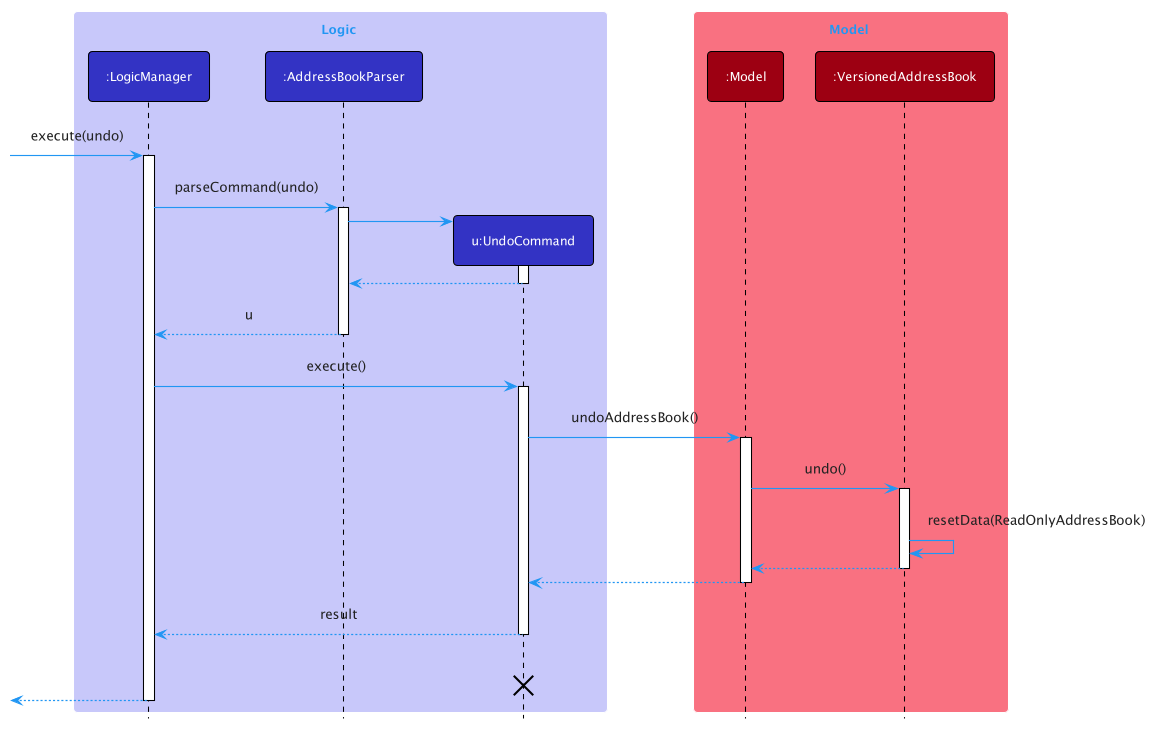 Logic
Model
:LogicManager
:AddressBookParser
:Model
:VersionedAddressBook
execute(undo)
parseCommand(undo)
u:UndoCommand
u
execute()
undoAddressBook()
undo()
resetData(ReadOnlyAddressBook)
result